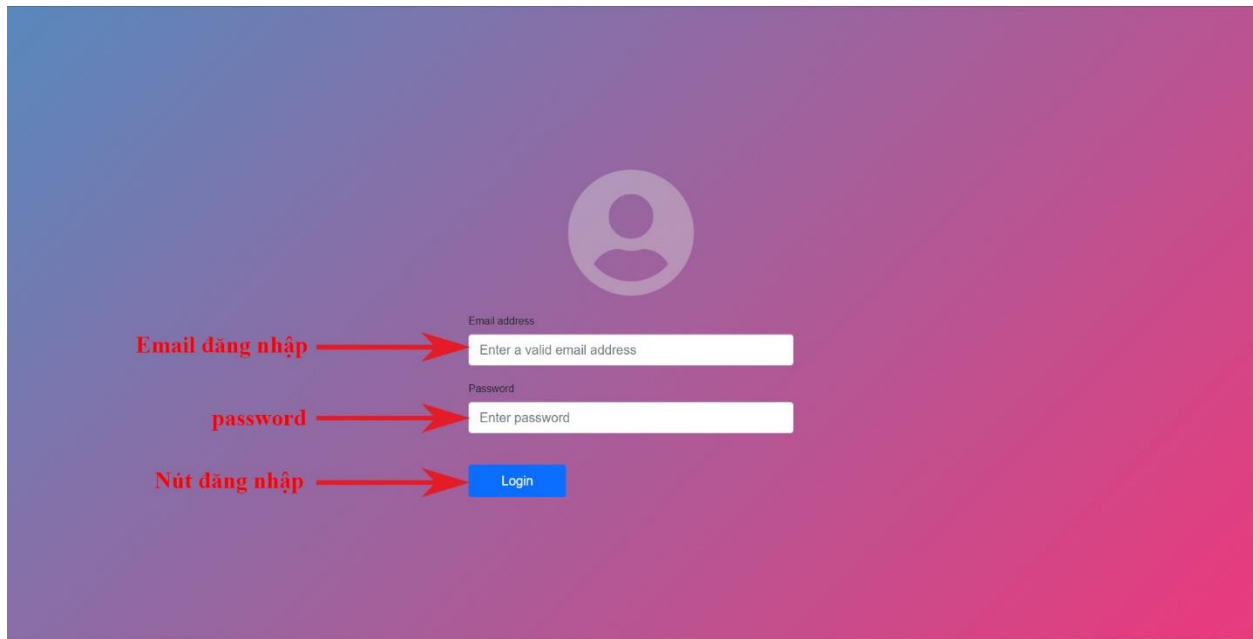 Email address
Email đăng nhập
Enter a valid email address
Password
password
Enter password
Nút đăng nhập
Login